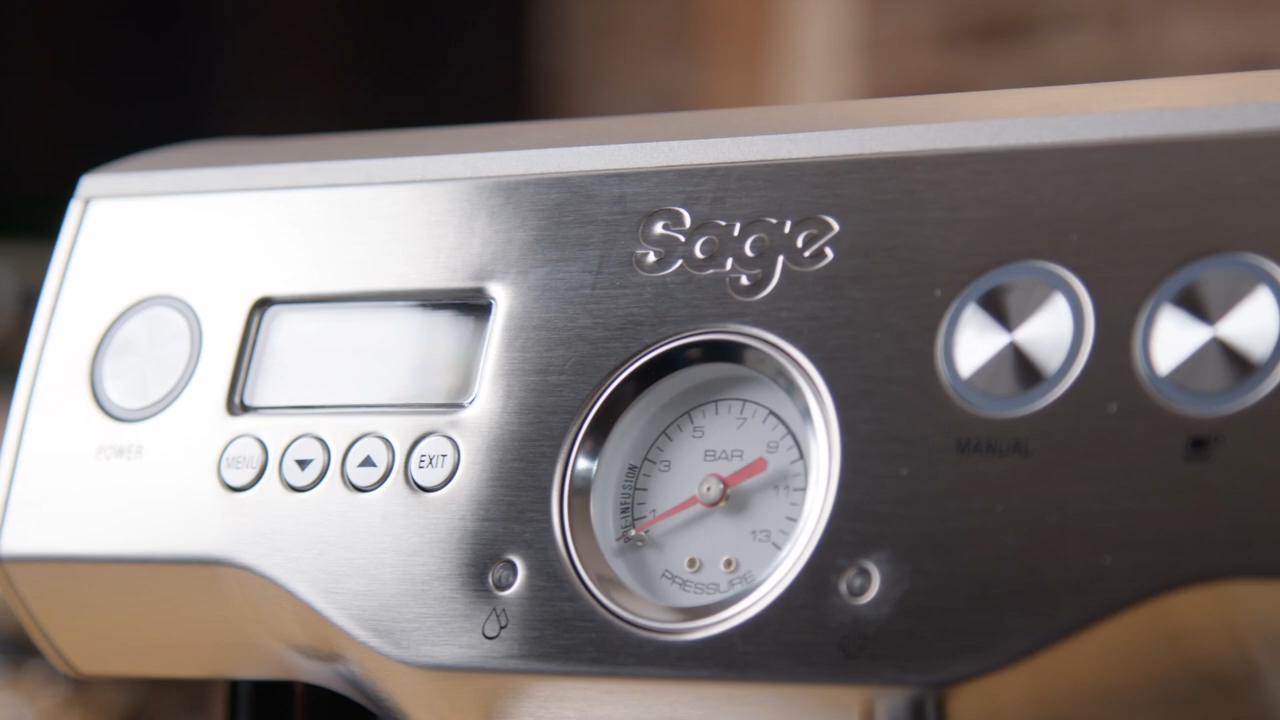 Sage
POWER
MENU
EXIT
MANUAL
PRE-INFUSION
1
3
5
7
9
11
13
BAR
PRESSURE